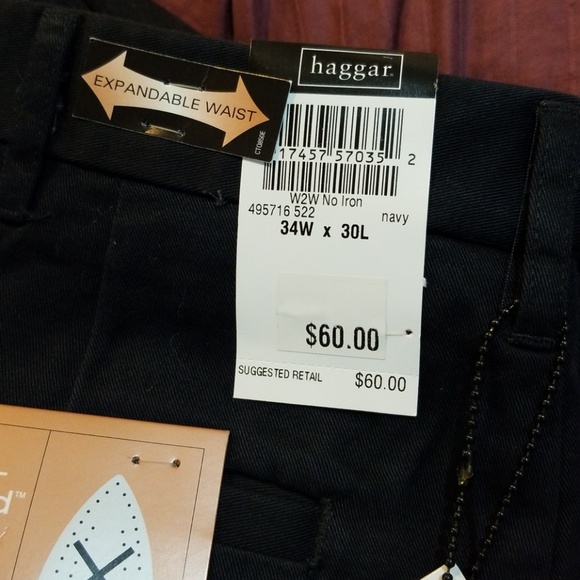 haggar
EXPANDABLE WAIST
CT0850E
17457 57035 2
W2W No Iron
495716 522 navy
34W x 30L
$60.00
SUGGESTED RETAIL $60.00